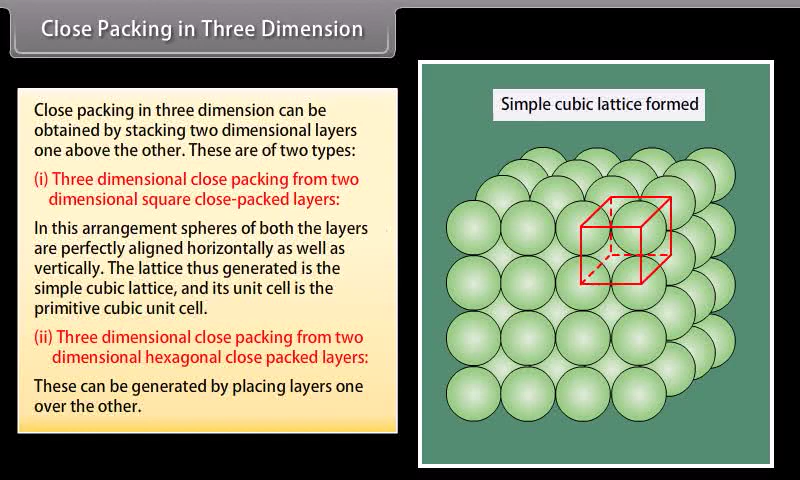 Close Packing in Three Dimension
Close packing in three dimension can be
obtained by stacking two dimensional layers
one above the other. These are of two types:
(i) Three dimensional close packing from two
dimensional square close-packed layers:
In this arrangement spheres of both the layers
are perfectly aligned horizontally as well as
vertically. The lattice thus generated is the
simple cubic lattice, and its unit cell is the
primitive cubic unit cell.
(ii) Three dimensional close packing from two
dimensional hexagonal close packed layers:
These can be generated by placing layers one
over the other.
Simple cubic lattice formed